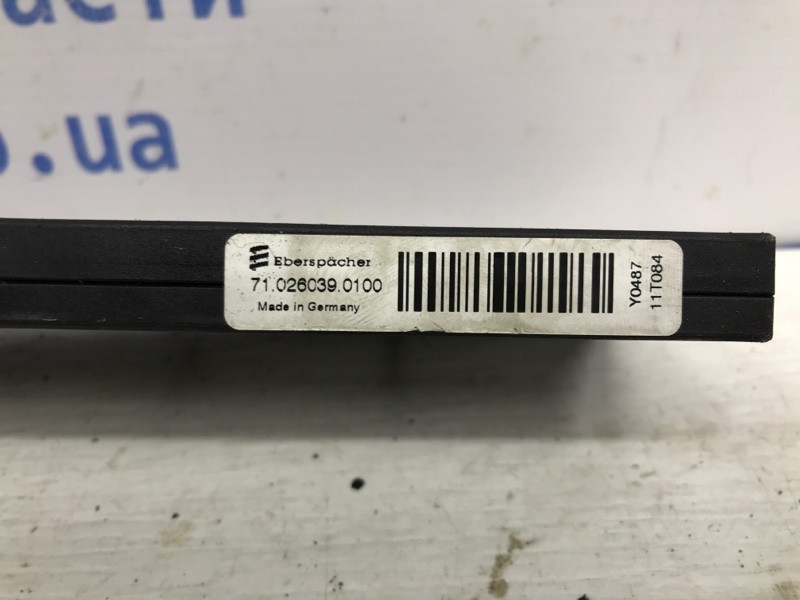 .ua
Eberspächer
71.026039.0100
Made in Germany
Y0487
11T084